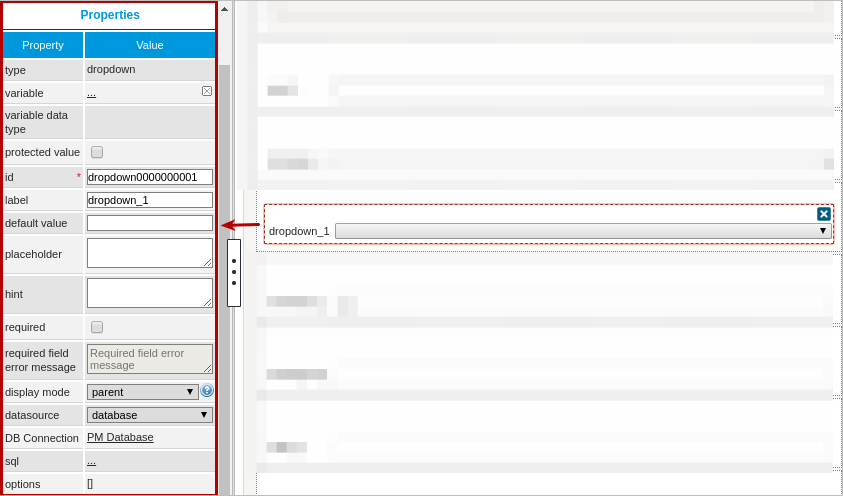 Properties
Property Value
type dropdown
variable ...
variable data
type
protected value
id * dropdown0000000001
label dropdown_1
default value
placeholder
hint
required
required field
error message
Required field error
message
display mode parent
datasource database
DB Connection PM Database
sql ...
options []
dropdown_1